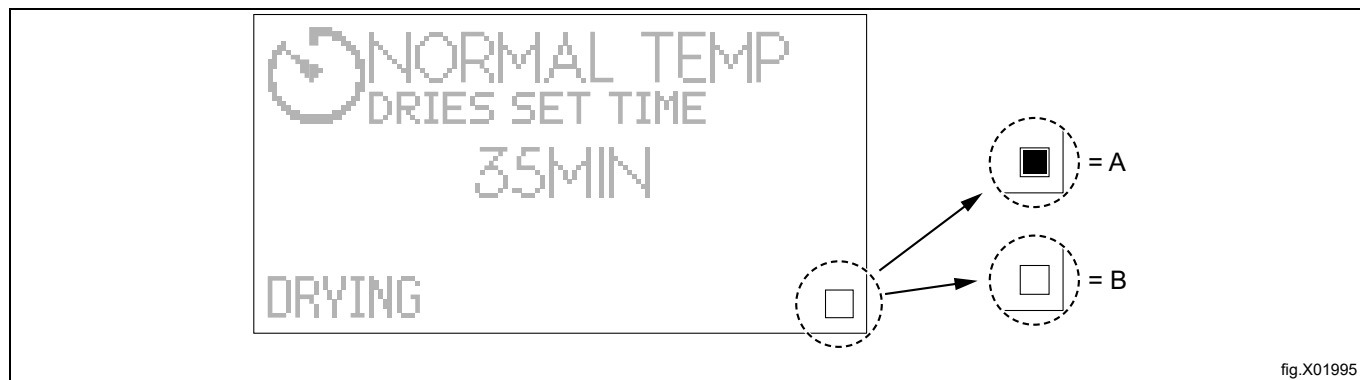 NORMAL TEMP
DRIES SET TIME
35MIN
DRYING
= A
= B
fig.X01995